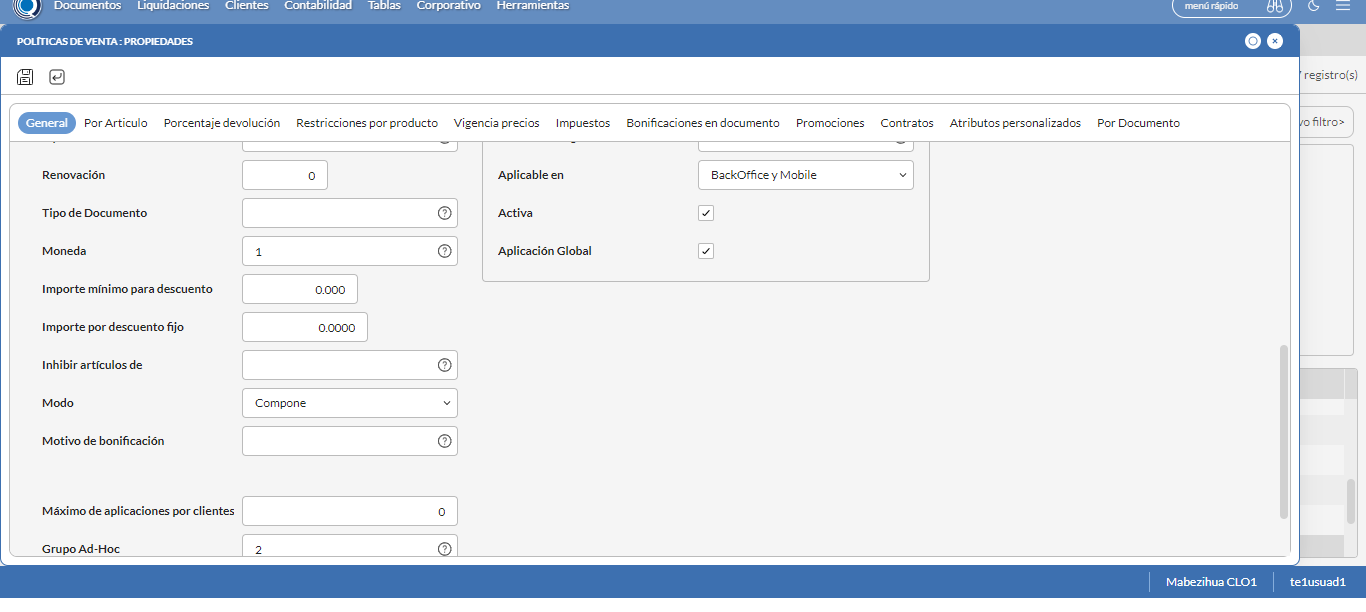 Documentos Liquidaciones Clientes Contabilidad Tablas Corporativo Herramientas menú rápido
POLÍTICAS DE VENTA : PROPIEDADES
registro(s)
General Por Articulo Porcentaje devolución Restricciones por producto Vigencia precios Impuestos Bonificaciones en documento Promociones Contratos Atributos personalizados Por Documento
vo filtro>
Renovación 0 Aplicable en BackOffice y Mobile
Tipo de Documento Activa
Moneda 1 Aplicación Global
Importe mínimo para descuento 0.000
Importe por descuento fijo 0.0000
Inhibir artículos de
Modo Compone
Motivo de bonificación
Máximo de aplicaciones por clientes 0
Grupo Ad-Hoc 2
Mabezihua CLO1 te1usuad1